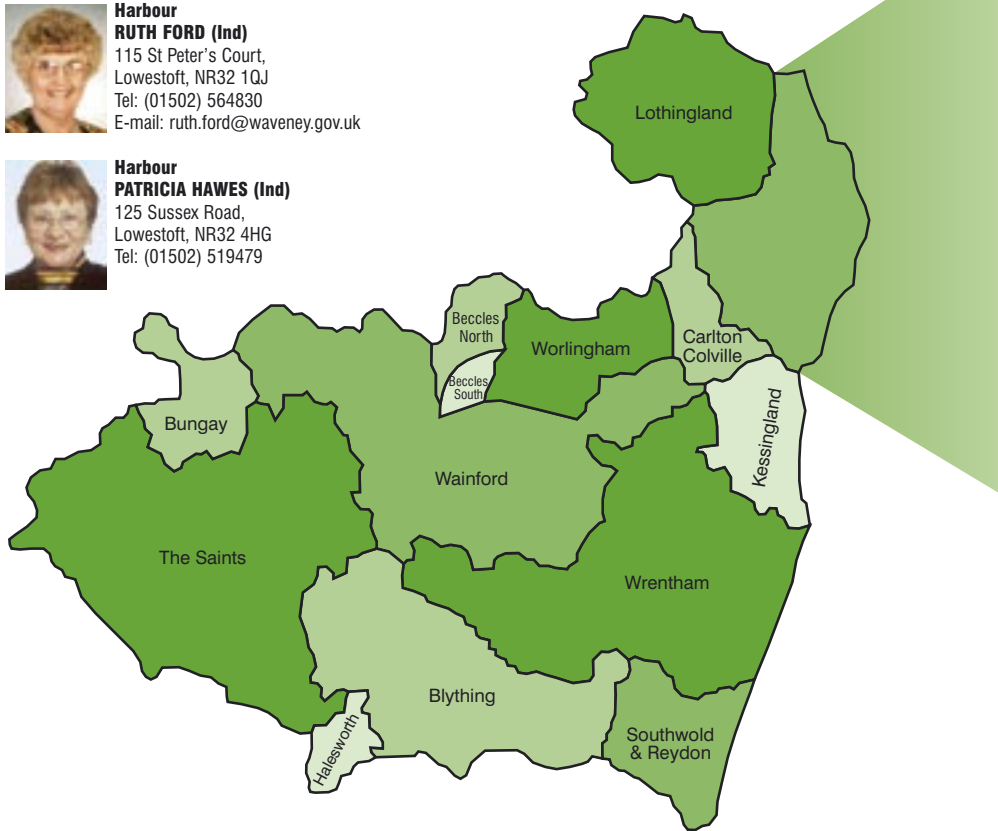 Harbour
RUTH FORD (Ind)
115 St Peter's Court,
Lowestoft, NR32 1QJ
Tel: (01502) 564830
E-mail: ruth.ford@waveney.gov.uk
Harbour
PATRICIA HAWES (Ind)
125 Sussex Road,
Lowestoft, NR32 4HG
Tel: (01502) 519479
Lothingland
Beccles
North
Worlingham
Carlton
Colville
Beccles
South
Bungay
Kessingland
Wainford
The Saints
Wrentham
Blything
Halesworth
Southwold
& Reydon